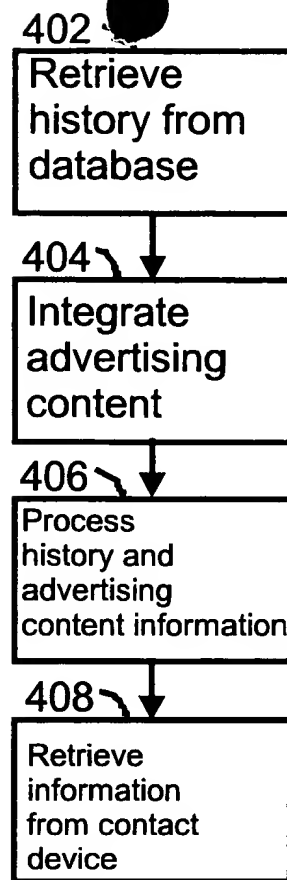 402
Retrieve
history from
database
404
Integrate
advertising
content
406
Process
history and
advertising
content information
408
Retrieve
information
from contact
device